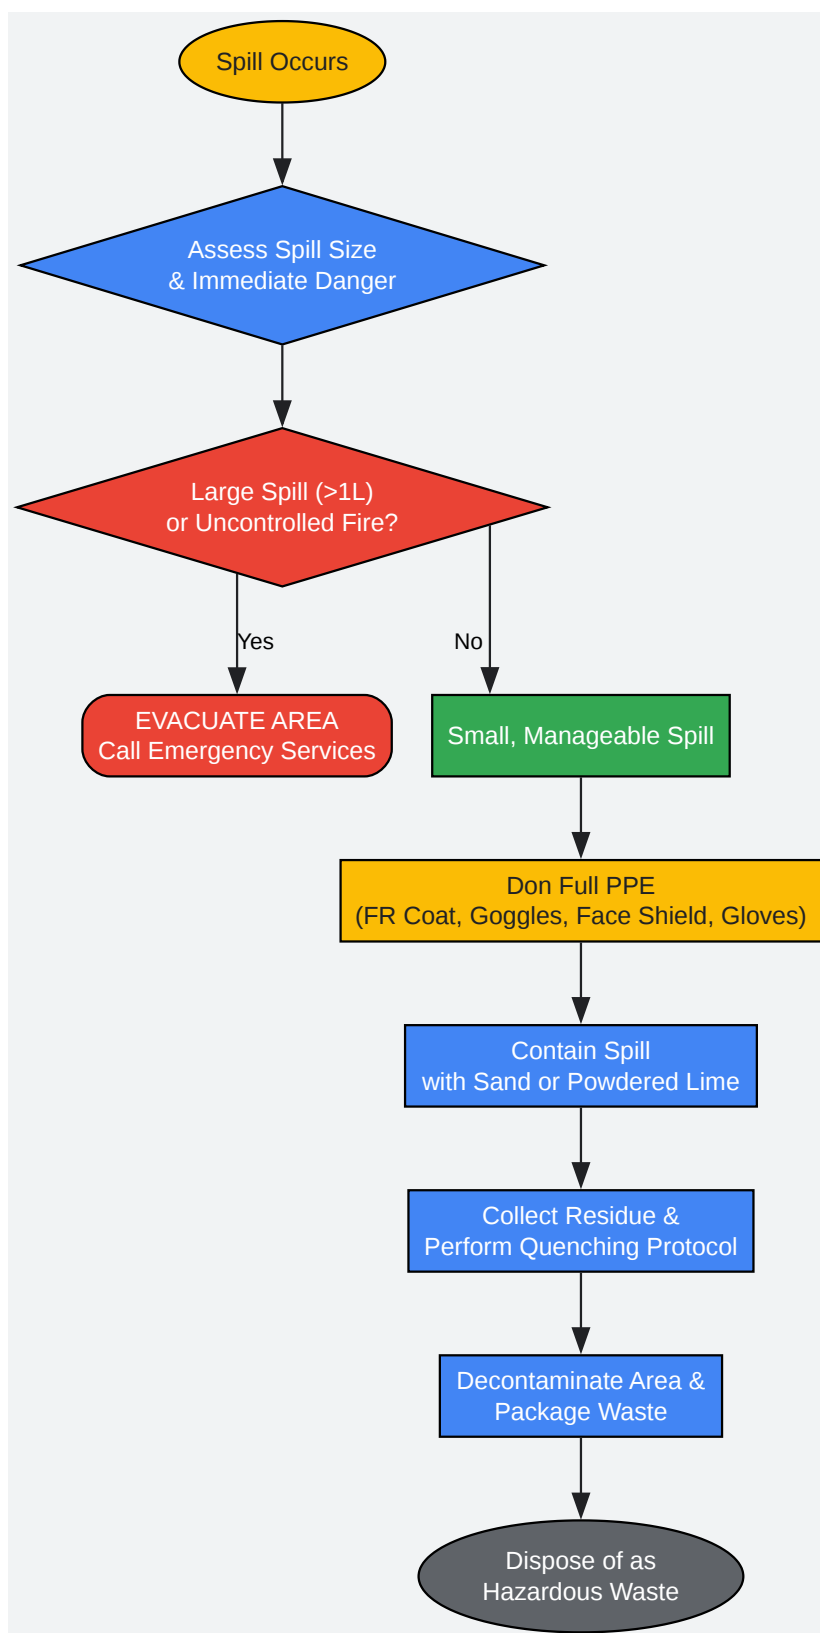 Spill Occurs
Assess Spill Size
& Immediate Danger
Large Spill (>1L)
or Uncontrolled Fire?
Yes
No
EVACUATE AREA
Call Emergency Services
Small, Manageable Spill
Don Full PPE
(FR Coat, Goggles, Face Shield, Gloves)
Contain Spill
with Sand or Powdered Lime
Collect Residue &
Perform Quenching Protocol
Decontaminate Area &
Package Waste
Dispose of as
Hazardous Waste